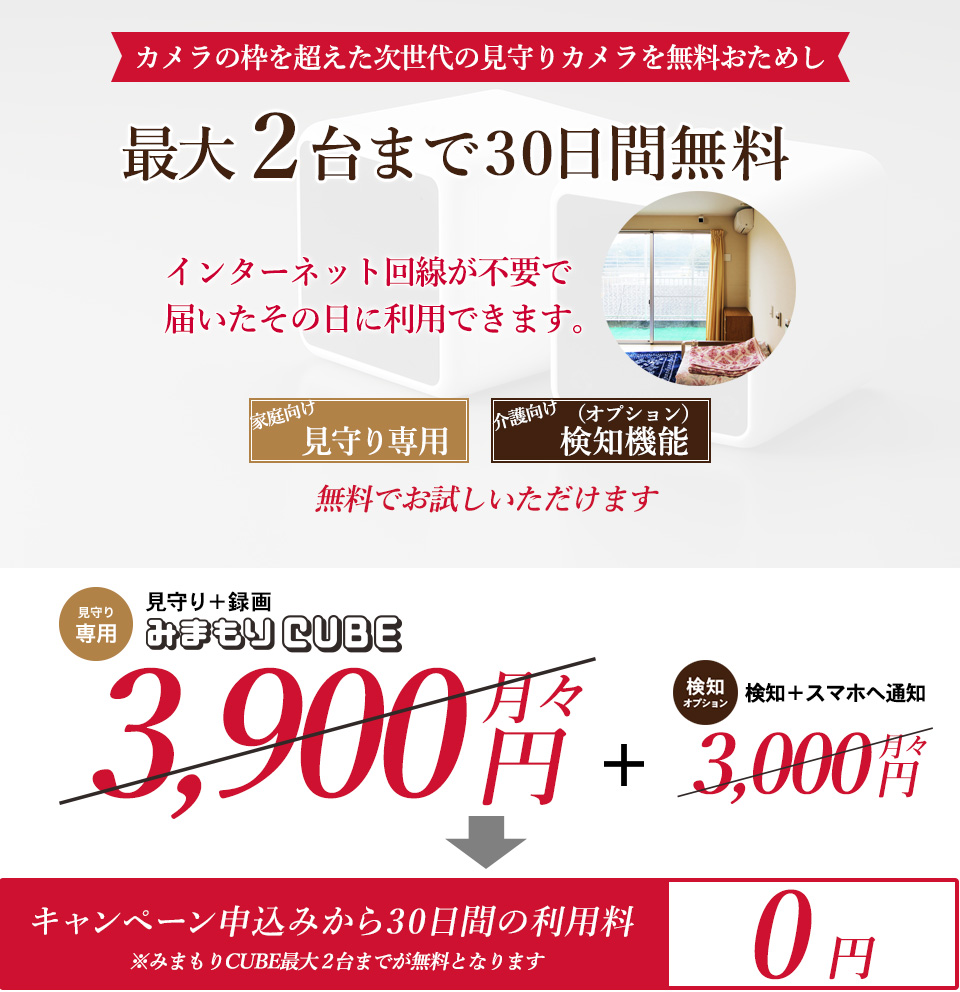 カメラの枠を超えた次世代の見守りカメラを無料おためし
最大2台まで30日間無料
インターネット回線が不要で
届いたその日に利用できます。
家庭向け
見守り専用
介護向け
（オプション）
検知機能
無料でお試しいただけます
見守り
専用
見守り＋録画
みまもりCUBE
3,900月々円
＋
検知
オプション
検知＋スマホへ通知
3,000月々円
キャンペーン申込みから30日間の利用料
※みまもりCUBE最大2台までが無料となります
0円